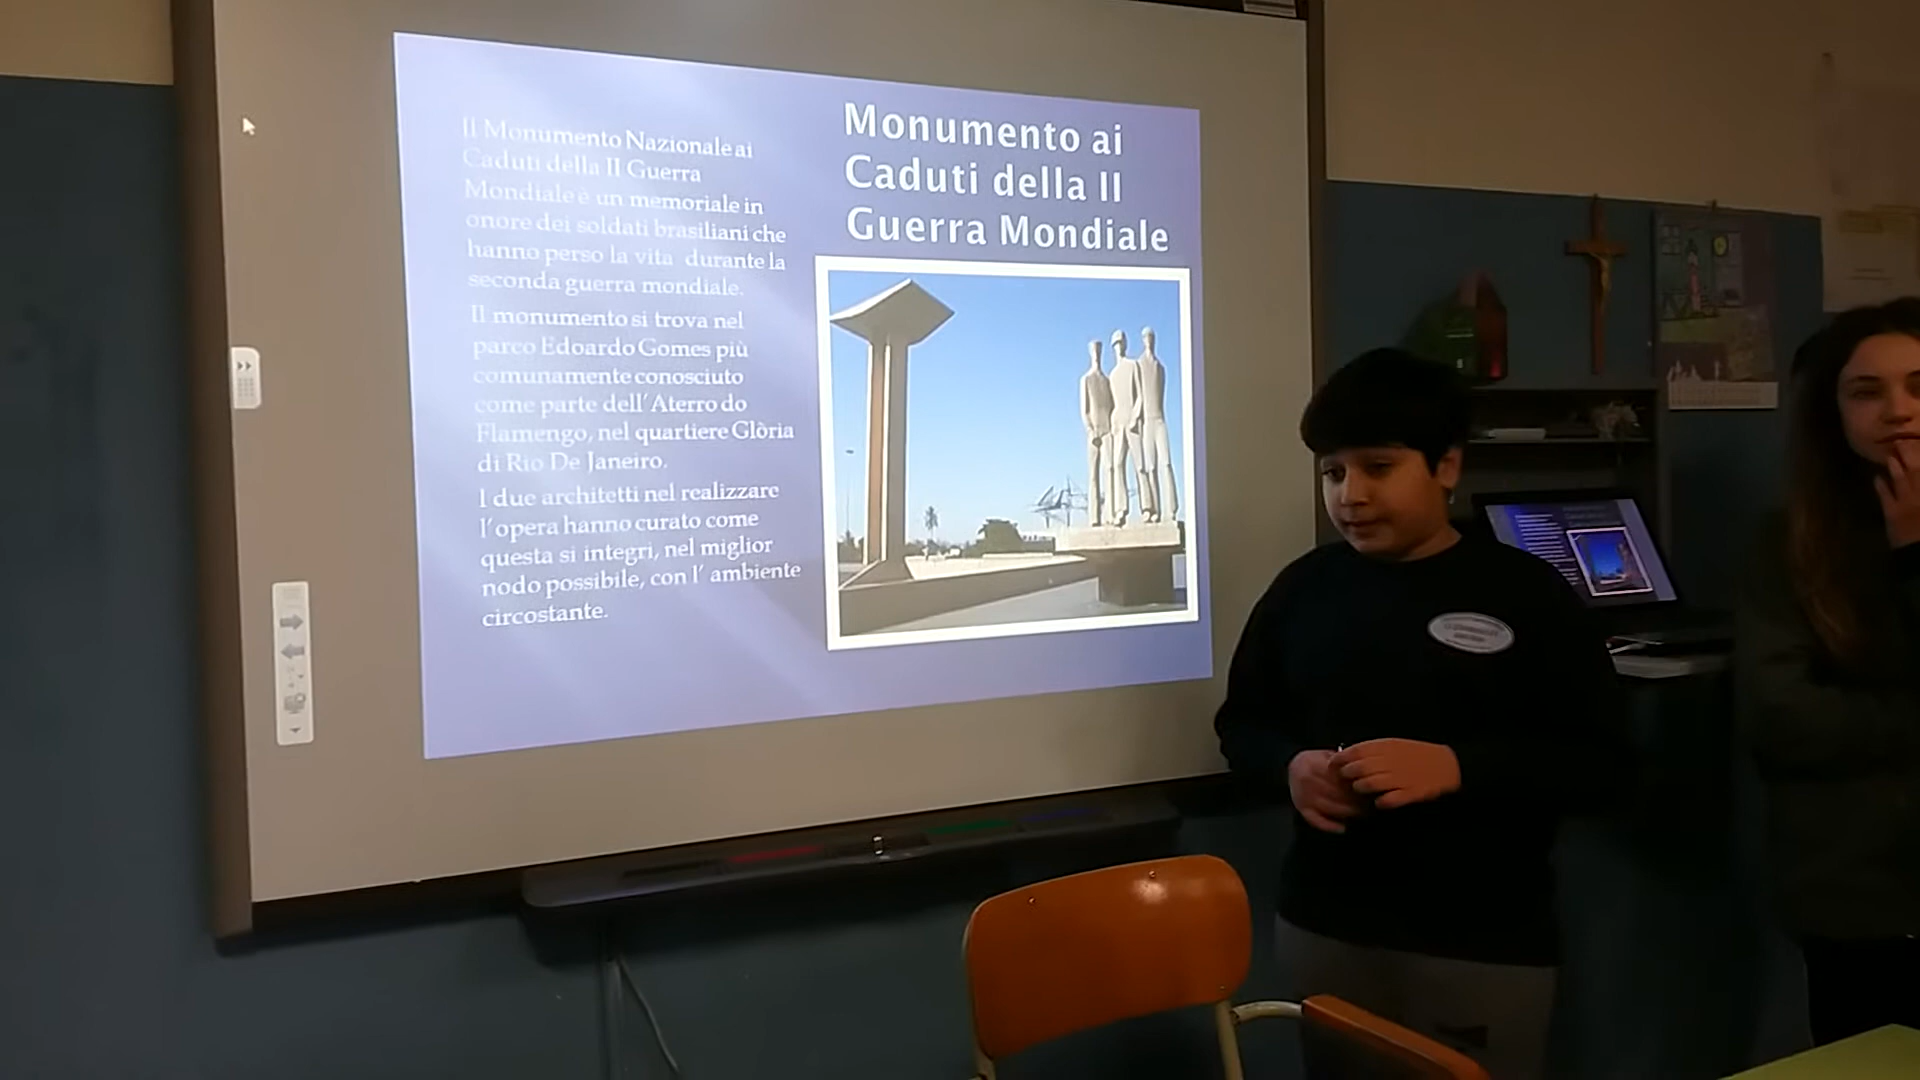 Il Monumento Nazionale ai
Caduti della II Guerra
Mondiale è un memoriale in
onore dei soldati brasiliani che
hanno perso la vita durante la
seconda guerra mondiale.
Il monumento si trova nel
parco Edoardo Gomes più
comunamente conosciuto
come parte dell'Aterro do
Flamengo, nel quartiere Glòria
di Rio De Janeiro.
I due architetti nel realizzare
l'opera hanno curato come
questa si integri, nel miglior
nodo possibile, con l' ambiente
circostante.
Monumento ai
Caduti della II
Guerra Mondiale